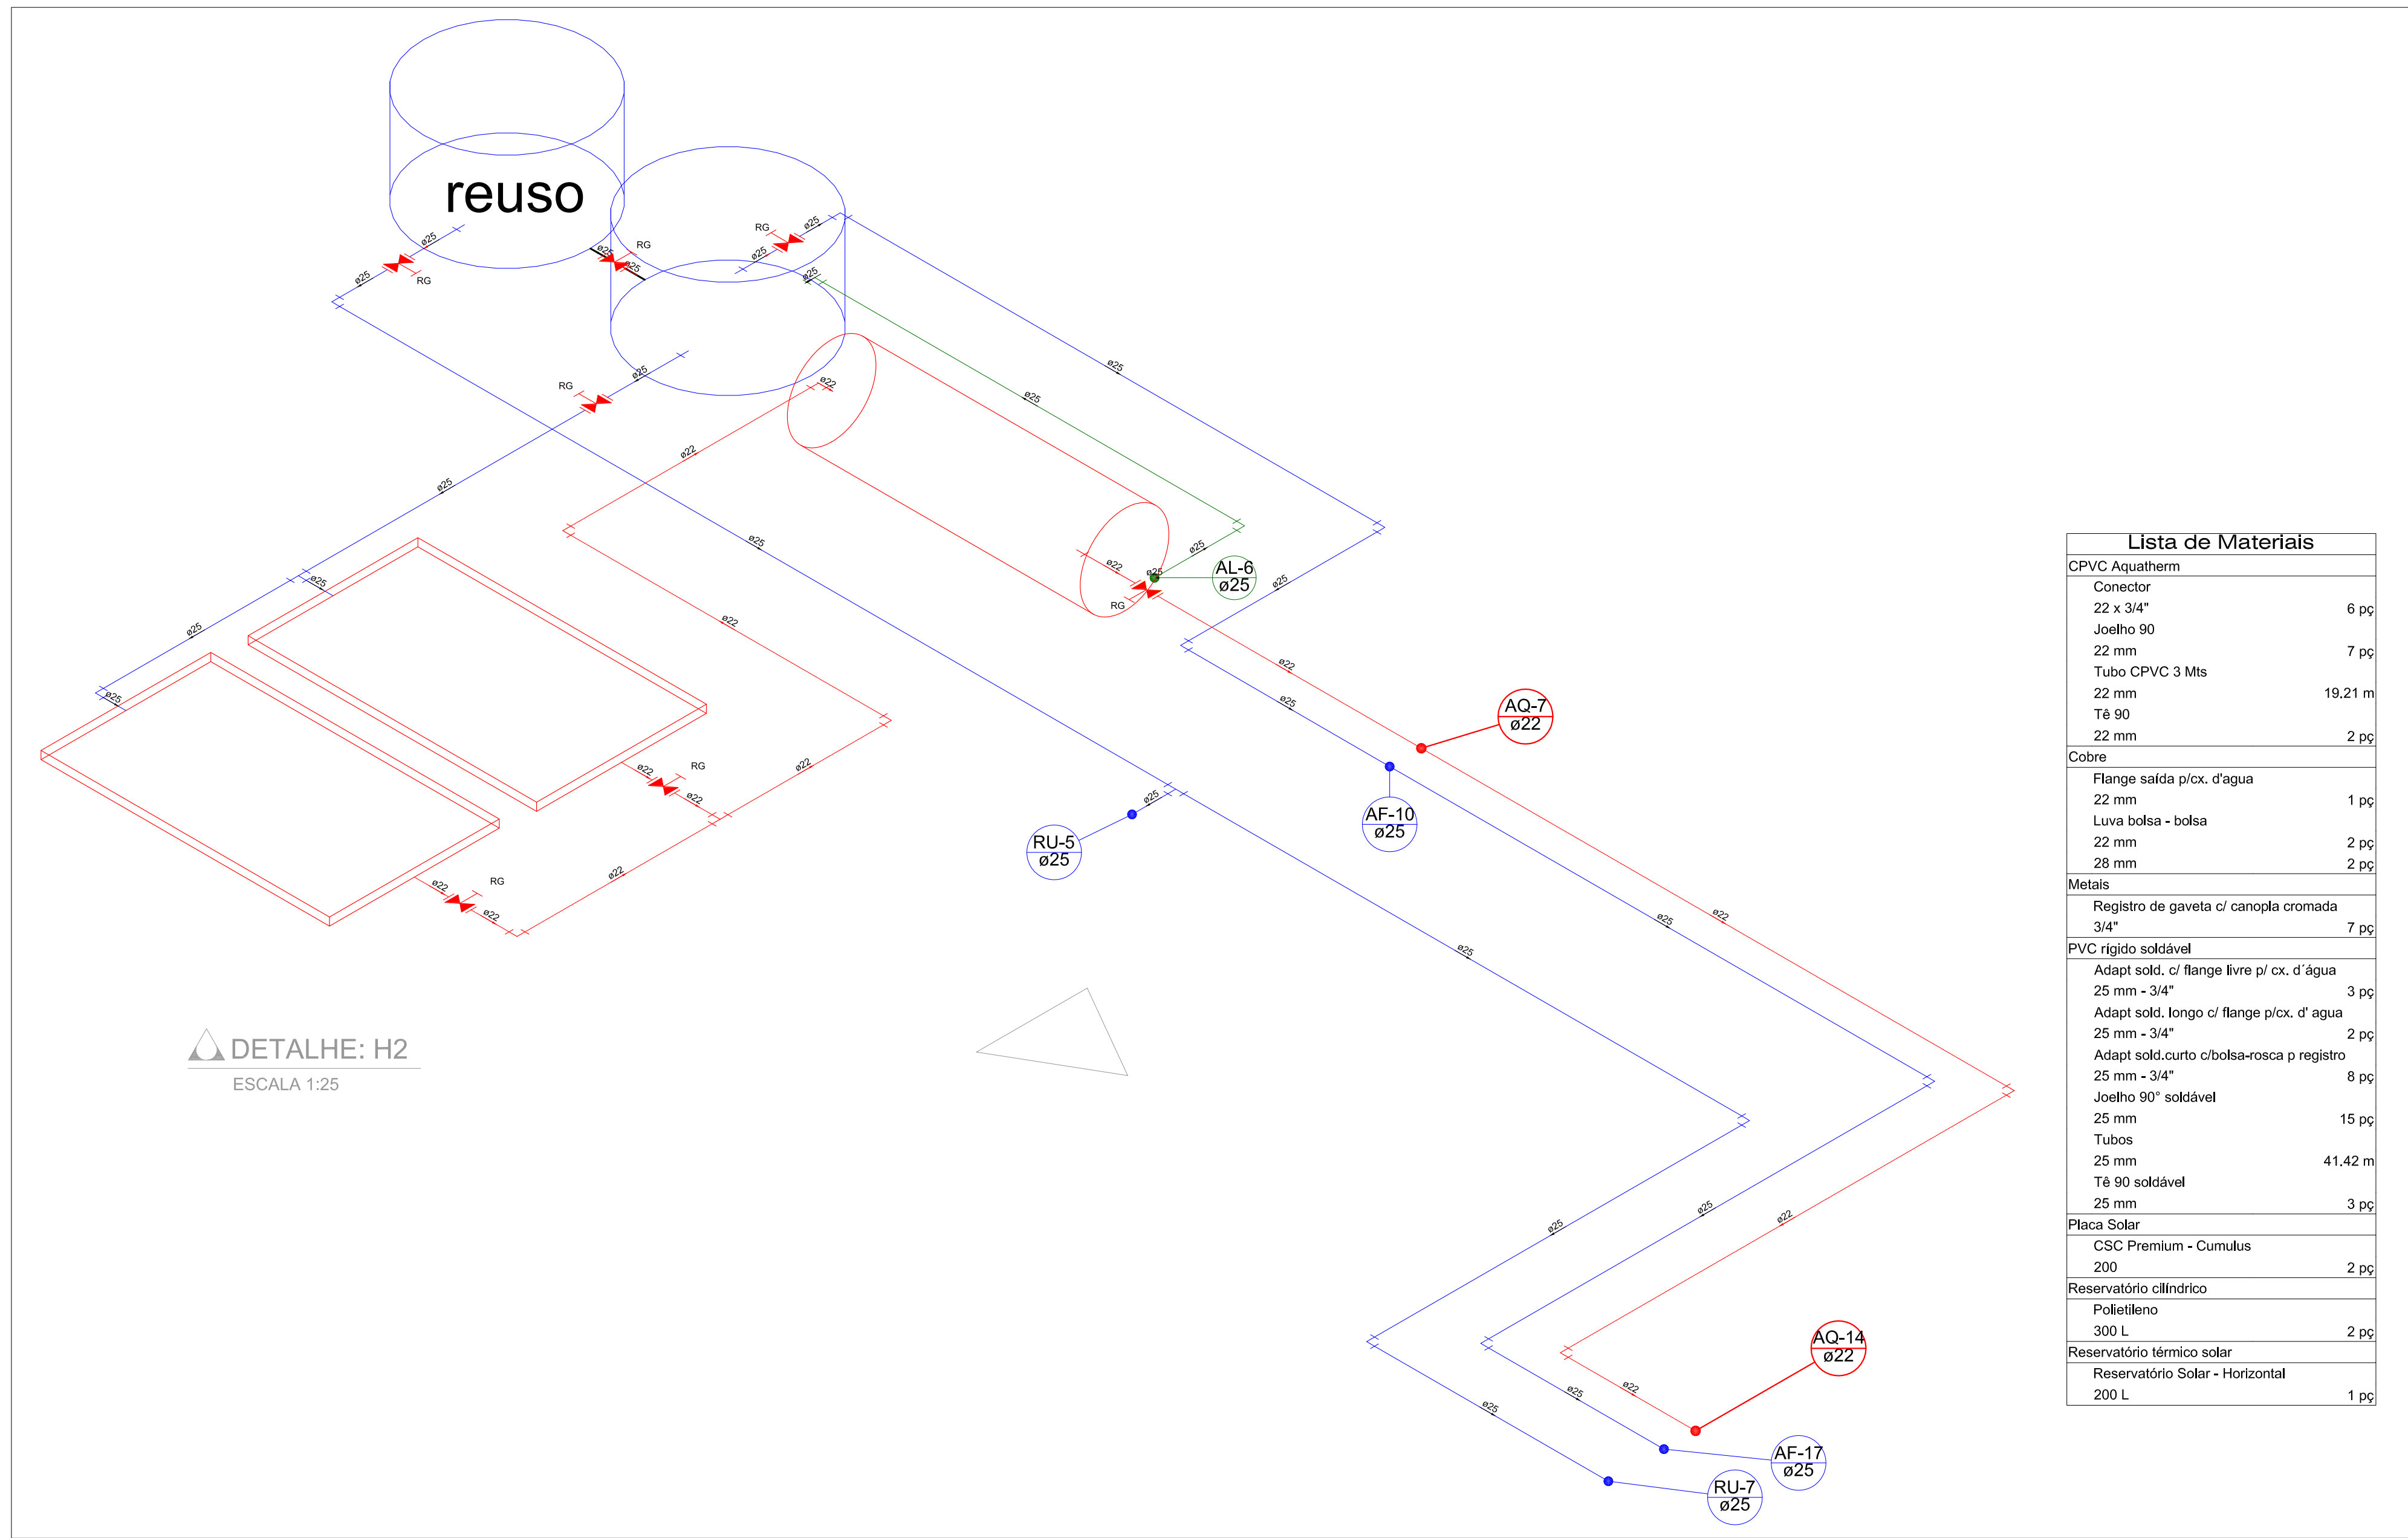 reuso
ø25
RG
ø25
ø25
RG
ø25
RG
ø25
ø25
ø25
ø25
ø25
RG
ø25
ø22
ø25
ø22
ø25
ø25
ø25
ø22
ø25
RG
AL-6
ø25
ø25
ø25
ø25
ø22
ø25
ø22
ø25
AQ-7
ø22
ø22
RG
ø22
ø22
ø25
AF-10
ø25
RU-5
ø25
ø22
RG
ø22
ø22
ø22
ø25
ø25
DETALHE: H2
ESCALA 1:25
ø25
ø25
ø22
AQ-14
ø22
ø22
ø25
ø25
AF-17
ø25
RU-7
ø25
Lista de Materiais
CPVC Aquatherm
Conector
22 x 3/4" 6 pç
Joelho 90
22 mm 7 pç
Tubo CPVC 3 Mts
22 mm 19.21 m
Tê 90
22 mm 2 pç
Cobre
Flange saída p/cx. d'agua
22 mm 1 pç
Luva bolsa - bolsa
22 mm 2 pç
28 mm 2 pç
Metais
Registro de gaveta c/ canopla cromada
3/4" 7 pç
PVC rígido soldável
Adapt sold. c/ flange livre p/ cx. d´água
25 mm - 3/4" 3 pç
Adapt sold. longo c/ flange p/cx. d' agua
25 mm - 3/4" 2 pç
Adapt sold.curto c/bolsa-rosca p registro
25 mm - 3/4" 8 pç
Joelho 90° soldável
25 mm 15 pç
Tubos
25 mm 41.42 m
Tê 90 soldável
25 mm 3 pç
Placa Solar
CSC Premium - Cumulus
200 2 pç
Reservatório cilíndrico
Polietileno
300 L 2 pç
Reservatório térmico solar
Reservatório Solar - Horizontal
200 L 1 pç